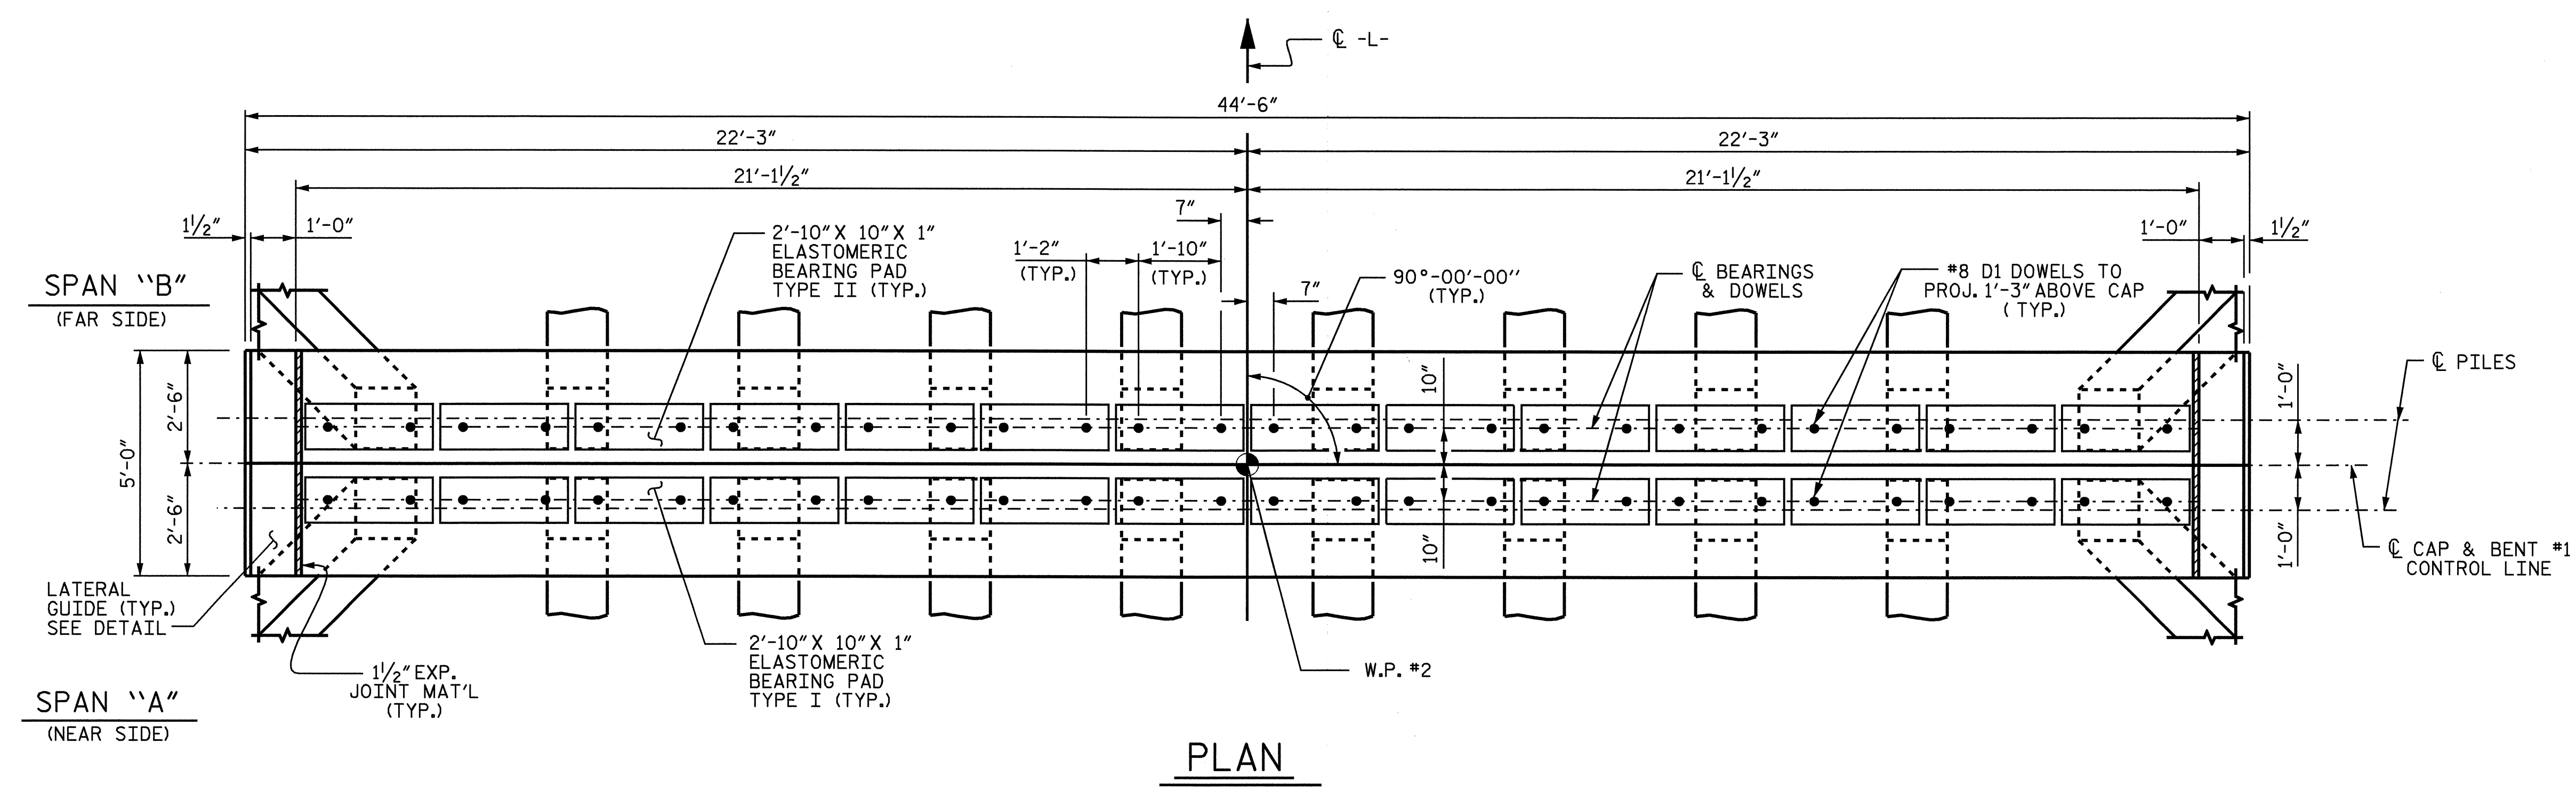 ℄ -L-
44'-6"
22'-3"
22'-3"
21'-1½"
21'-1½"
1½"
1'-0"
7"
1'-0"
1½"
2'-10" X 10" X 1"
ELASTOMERIC
BEARING PAD
TYPE II (TYP.)
1'-2"
(TYP.)
1'-10"
(TYP.)
7"
90°-00'-00"
(TYP.)
℄ BEARINGS
& DOWELS
#8 D1 DOWELS TO
PROJ. 1'-3" ABOVE CAP
(TYP.)
SPAN "B"
(FAR SIDE)
℄ PILES
5'-0"
2'-6"
2'-6"
10"
10"
1'-0"
1'-0"
℄ CAP & BENT #1
CONTROL LINE
LATERAL
GUIDE (TYP.)
SEE DETAIL
1½" EXP.
JOINT MAT'L
(TYP.)
2'-10" X 10" X 1"
ELASTOMERIC
BEARING PAD
TYPE I (TYP.)
W.P. #2
SPAN "A"
(NEAR SIDE)
PLAN